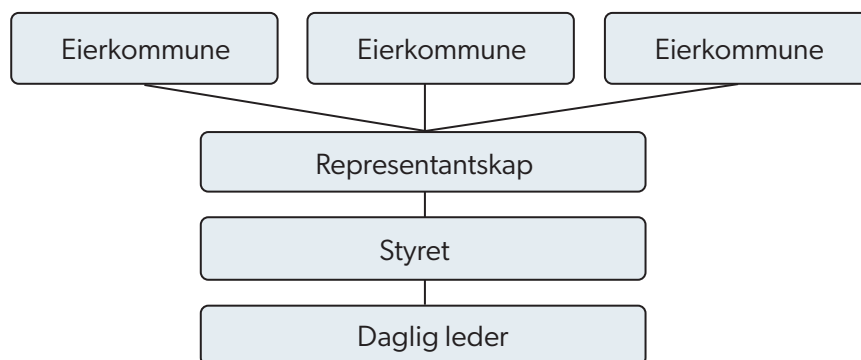 Eierkommune Eierkommune Eierkommune
Representantskap
Styret
Daglig leder